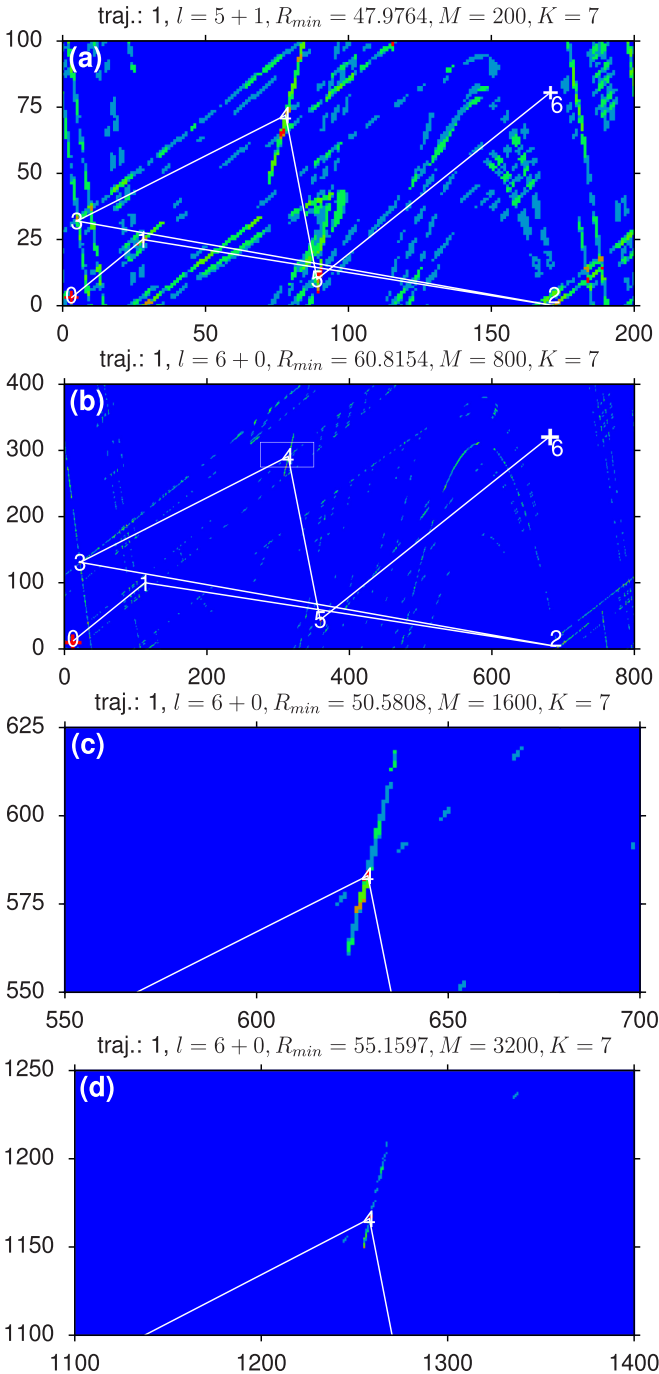 traj.: 1, l = 5 + 1, R_min = 47.9764, M = 200, K = 7
(a)
100
75
50
25
0
0 1 2 3 4 5 6
0 50 100 150 200
traj.: 1, l = 6 + 0, R_min = 60.8154, M = 800, K = 7
(b)
400
300
200
100
0
0 1 2 3 4 5 6
0 200 400 600 800
traj.: 1, l = 6 + 0, R_min = 50.5808, M = 1600, K = 7
(c)
625
600
575
550
4
550 600 650 700
traj.: 1, l = 6 + 0, R_min = 55.1597, M = 3200, K = 7
(d)
1250
1200
1150
1100
4
1100 1200 1300 1400